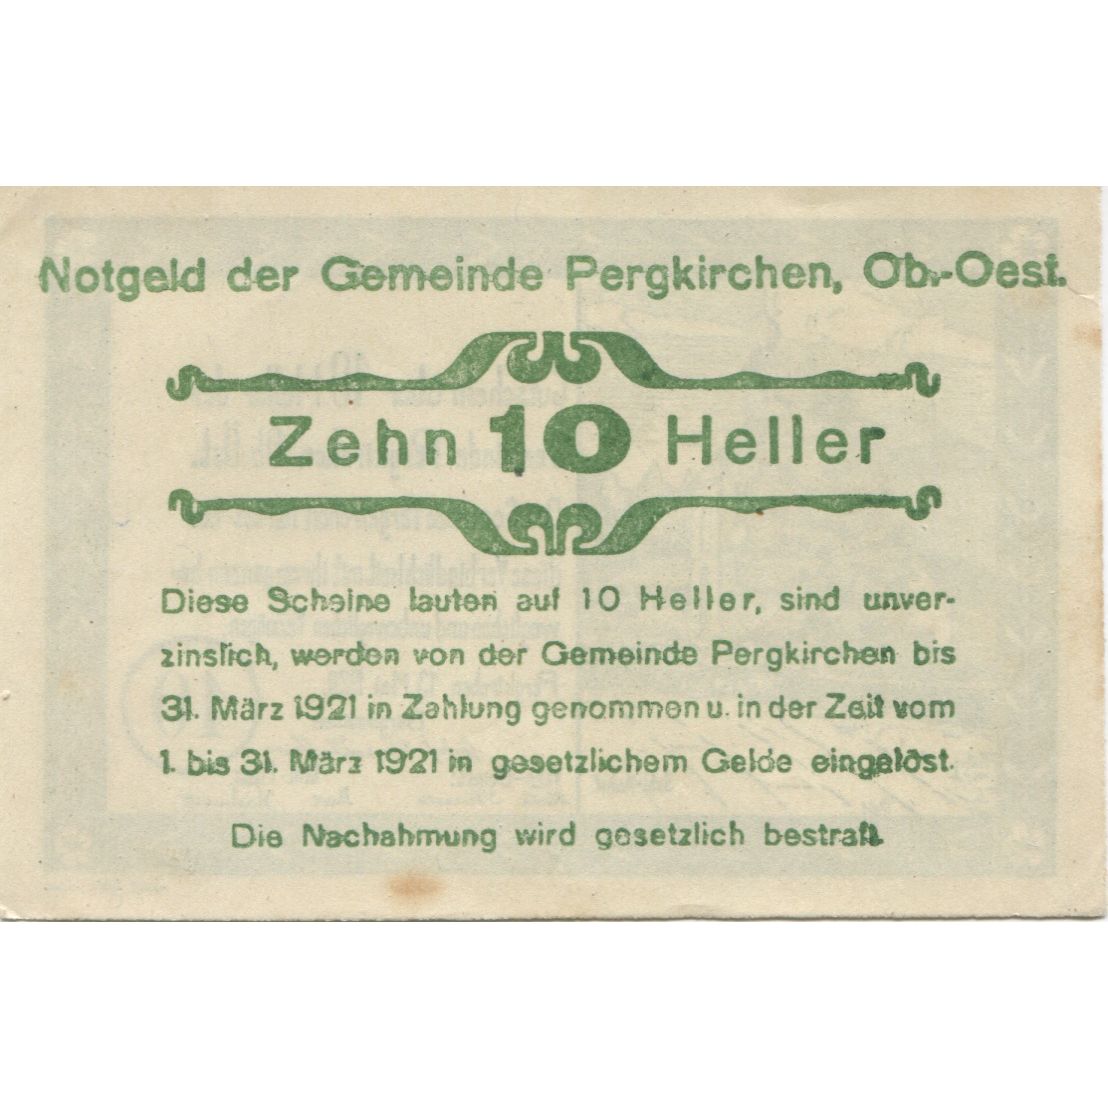 Notgeld der Gemeinde Pergkirchen, Ob.-Oest.
Zehn 10 Heller
Diese Scheine lauten auf 10 Heller, sind unver-
zinslich, werden von der Gemeinde Pergkirchen bis
31. März 1921 in Zahlung genommen u. in der Zeit vom
1. bis 31. März 1921 in gesetzlichem Gelde eingelöst.
Die Nachahmung wird gesetzlich bestraft.